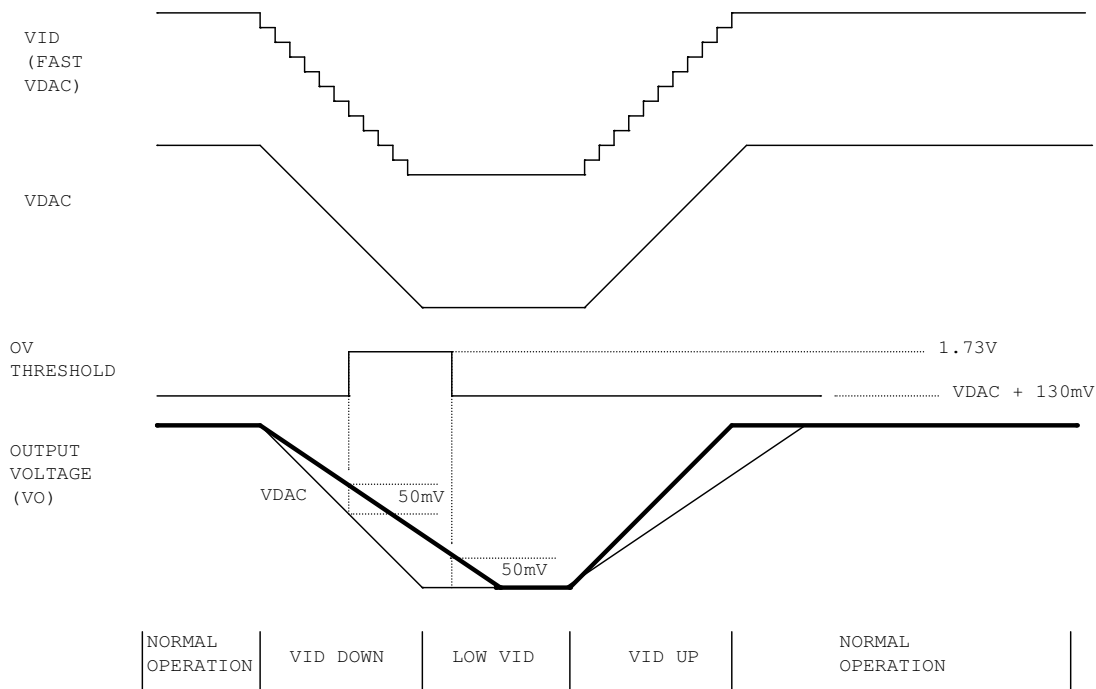 VID
(FAST
VDAC)
VDAC
OV
THRESHOLD
1.73V
VDAC + 130mV
OUTPUT
VOLTAGE
(VO)
VDAC
50mV
50mV
NORMAL
OPERATION
VID DOWN
LOW VID
VID UP
NORMAL
OPERATION